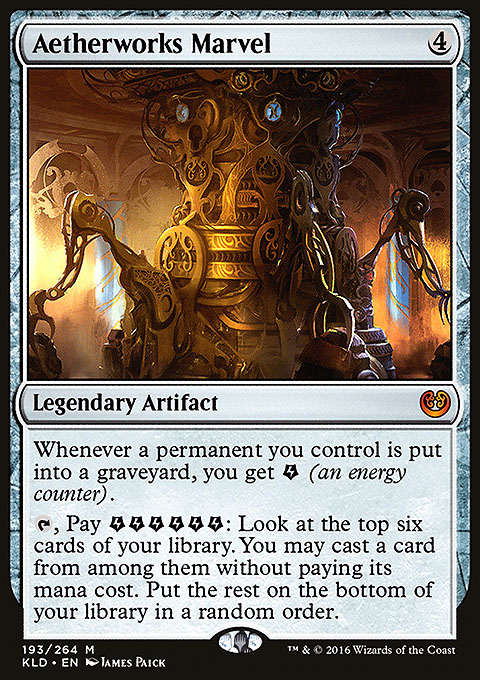 Aetherworks Marvel 4
Legendary Artifact
Whenever a permanent you control is put
into a graveyard, you get (an energy
counter).
, Pay : Look at the top six
cards of your library. You may cast a card
from among them without paying its
mana cost. Put the rest on the bottom of
your library in a random order.
193/264 M
KLD • EN James Paick
™ & © 2016 Wizards of the Coast